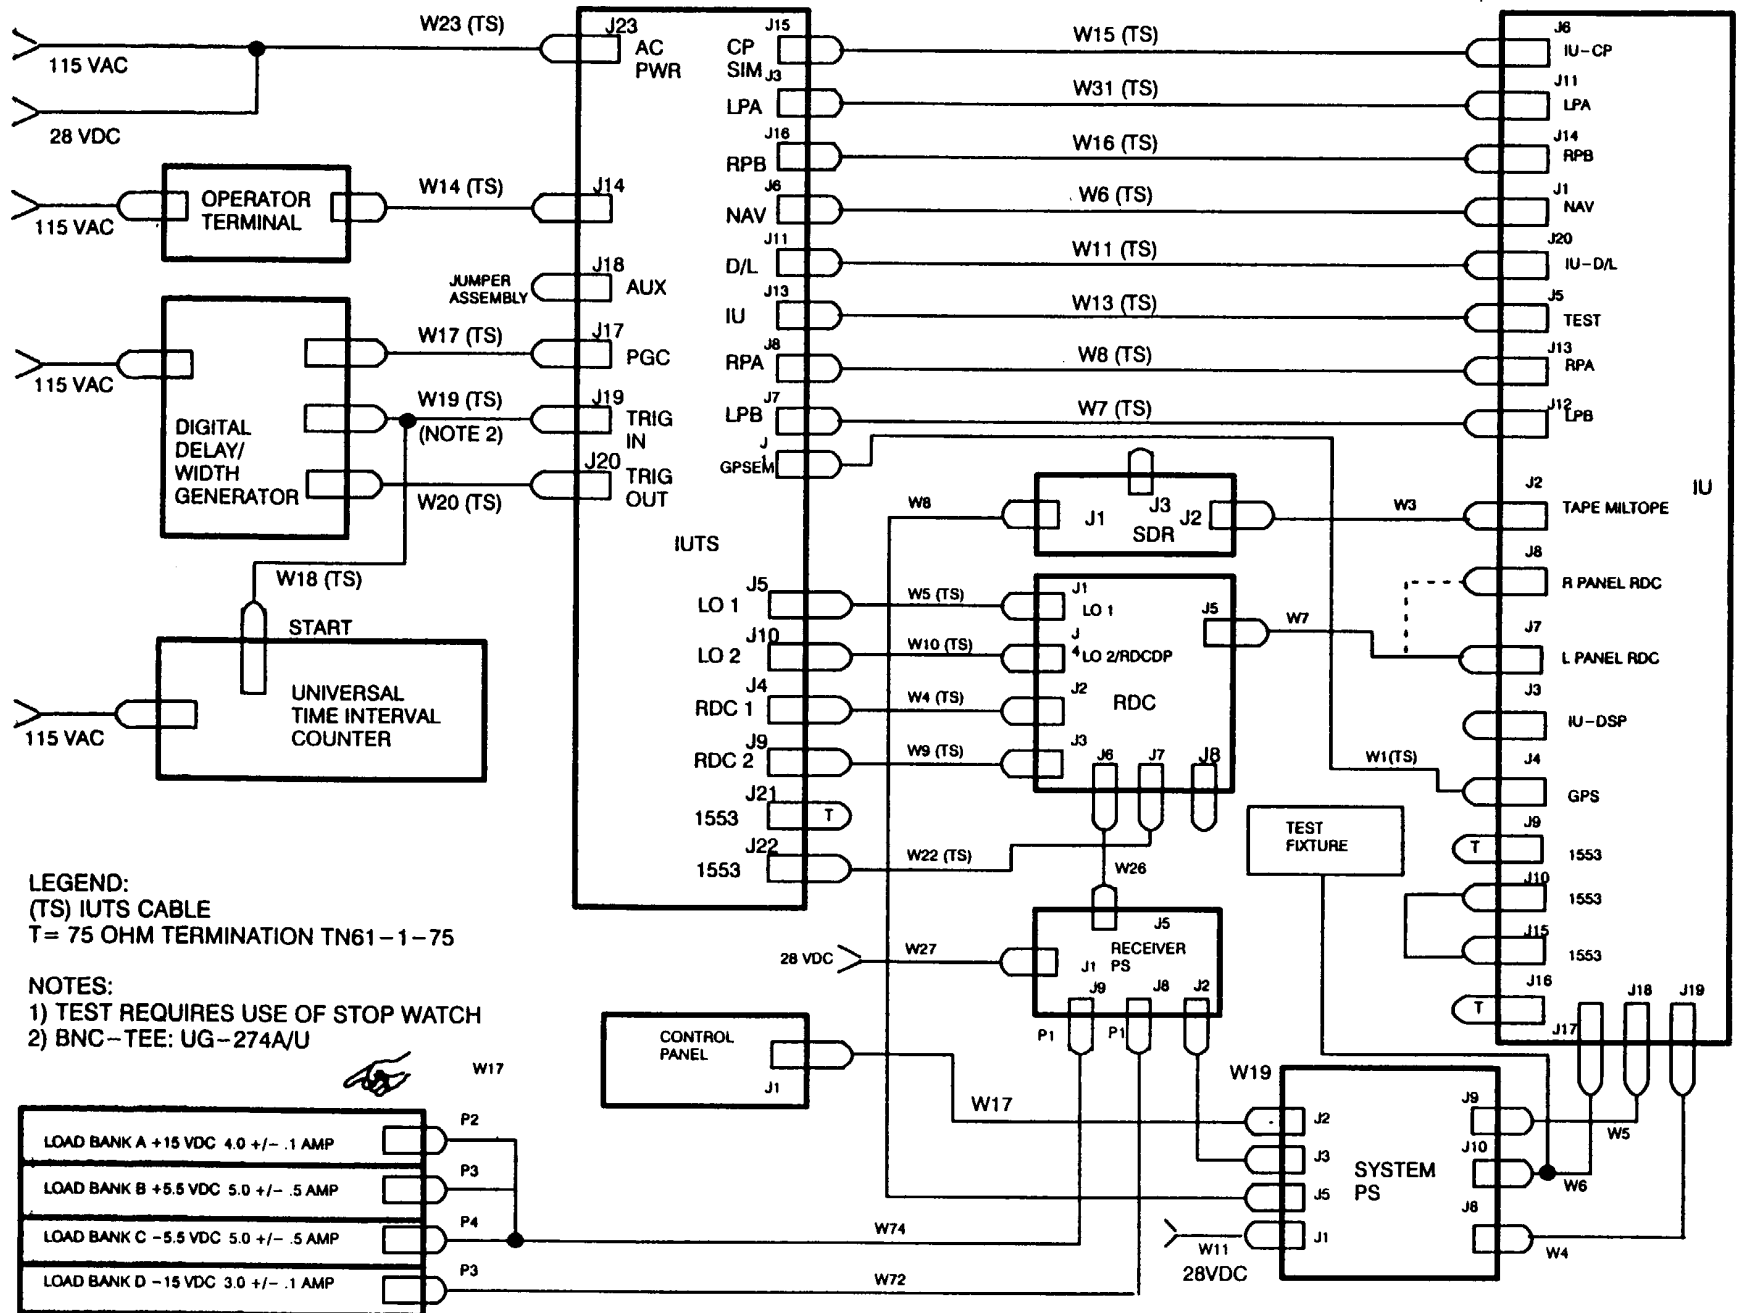 W23 (TS)
115 VAC
28 VDC
J23
AC
PWR
115 VAC
OPERATOR
TERMINAL
W14 (TS)
J14
JUMPER
ASSEMBLY
J18
AUX
115 VAC
DIGITAL
DELAY/
WIDTH
GENERATOR
W17 (TS)
J17
PGC
W19 (TS)
(NOTE 2)
J19
TRIG
IN
W20 (TS)
J20
TRIG
OUT
W18 (TS)
START
115 VAC
UNIVERSAL
TIME INTERVAL
COUNTER
IUTS
J15
CP
SIM
J3
LPA
J16
RPB
J6
NAV
J11
D/L
J13
IU
J8
RPA
J7
LPB
J
1
GPSEM
J5
LO 1
J10
LO 2
J4
RDC 1
J9
RDC 2
J21
1553
T
J22
1553
W15 (TS)
W31 (TS)
W16 (TS)
W6 (TS)
W11 (TS)
W13 (TS)
W8 (TS)
W7 (TS)
J6
IU-CP
J11
LPA
J14
RPB
J1
NAV
J20
IU-D/L
J5
TEST
J13
RPA
J12
LPB
IU
J2
TAPE MILTOPE
J8
R PANEL RDC
J7
L PANEL RDC
J3
IU-DSP
J4
GPS
J9
T
1553
J10
1553
J15
1553
J16
T
J17
J18
J19
W8
J1
J3
J2
SDR
W3
W5 (TS)
W10 (TS)
W4 (TS)
W9 (TS)
W22 (TS)
J1
LO 1
J
4
LO 2/RDCDP
J2
J3
RDC
J5
J6
J7
J8
W7
W1(TS)
W26
TEST
FIXTURE
28 VDC
W27
J5
RECEIVER
PS
J1
J9
J8
J2
P1
P1
CONTROL
PANEL
J1
W17
W19
J2
J3
J5
J1
SYSTEM
PS
J9
J10
J8
W5
W6
W4
W11
28VDC
LEGEND:
(TS) IUTS CABLE
T= 75 OHM TERMINATION TN61-1-75
NOTES:
1) TEST REQUIRES USE OF STOP WATCH
2) BNC-TEE: UG-274A/U
W17
LOAD BANK A +15 VDC 4.0 +/- .1 AMP
P2
LOAD BANK B +5.5 VDC 5.0 +/- .5 AMP
P3
LOAD BANK C -5.5 VDC 5.0 +/- .5 AMP
P4
LOAD BANK D -15 VDC 3.0 +/- .1 AMP
P3
W74
W72